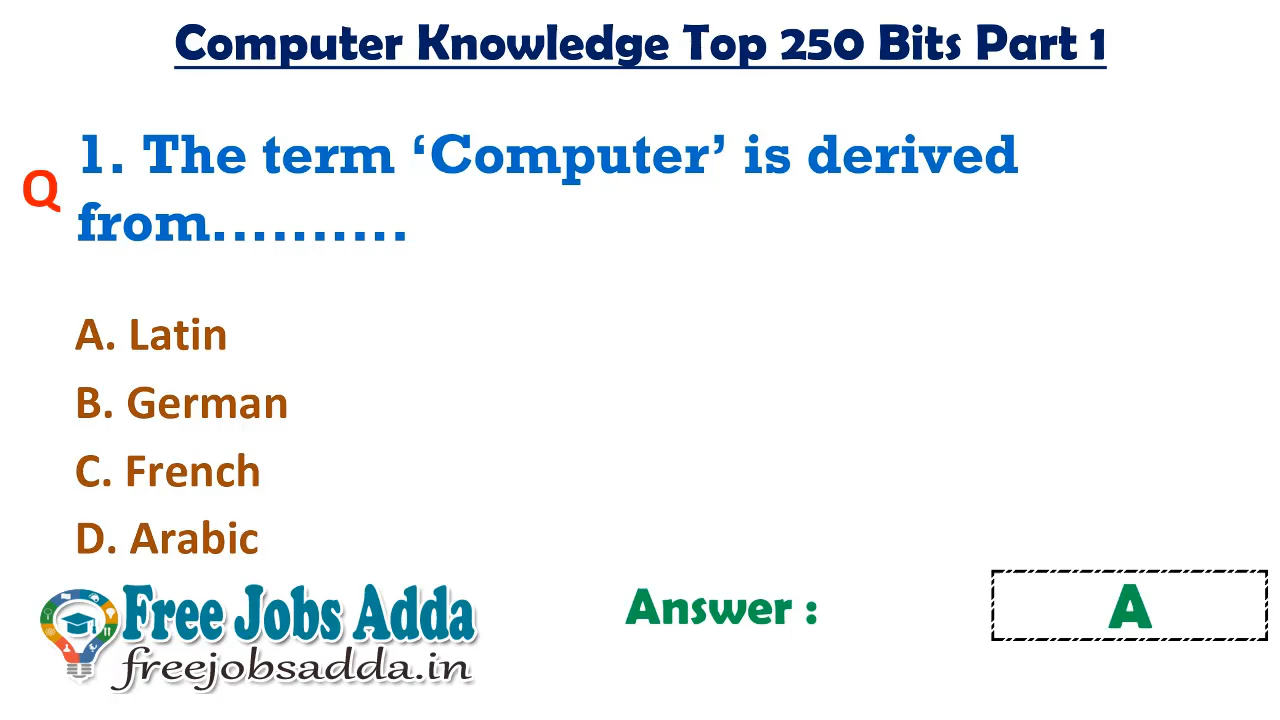 Computer Knowledge Top 250 Bits Part 1
Q
1. The term ‘Computer’ is derived
from..........
A. Latin
B. German
C. French
D. Arabic
Free Jobs Adda
freejobsadda.in
Answer :
A